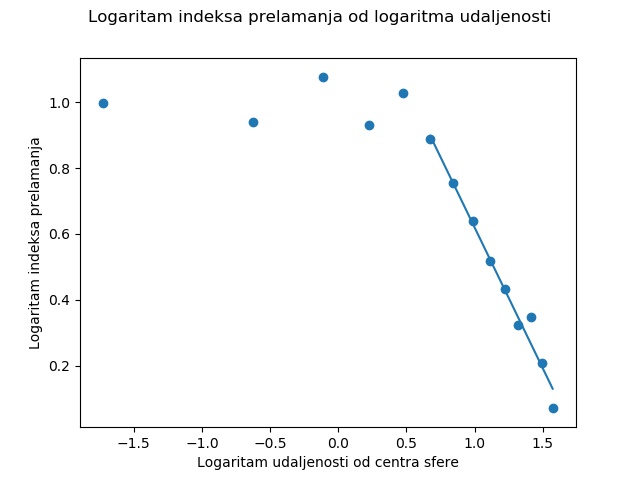 Logaritam indeksa prelamanja od logaritma udaljenosti
1.0
0.8
0.6
0.4
0.2
Logaritam indeksa prelamanja
−1.5 −1.0 −0.5 0.0 0.5 1.0 1.5
Logaritam udaljenosti od centra sfere